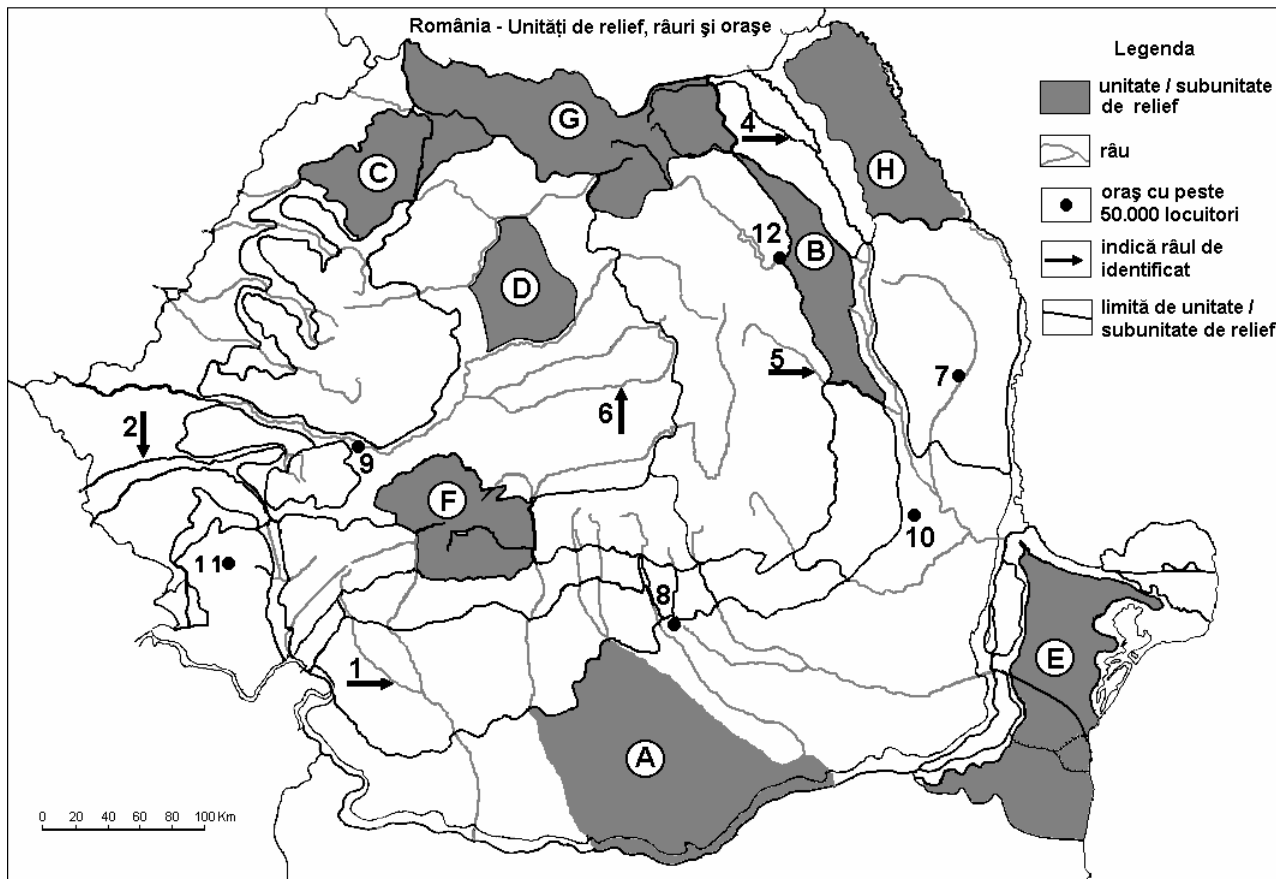 România - Unităţi de relief, râuri şi oraşe
Legenda
unitate / subunitate
de relief
râu
oraş cu peste
50.000 locuitori
indică râul de
identificat
limită de unitate /
subunitate de relief
G
4
C
H
12
B
D
5
7
2
6
9
F
10
11
8
1
E
A
0 20 40 60 80 100 Km